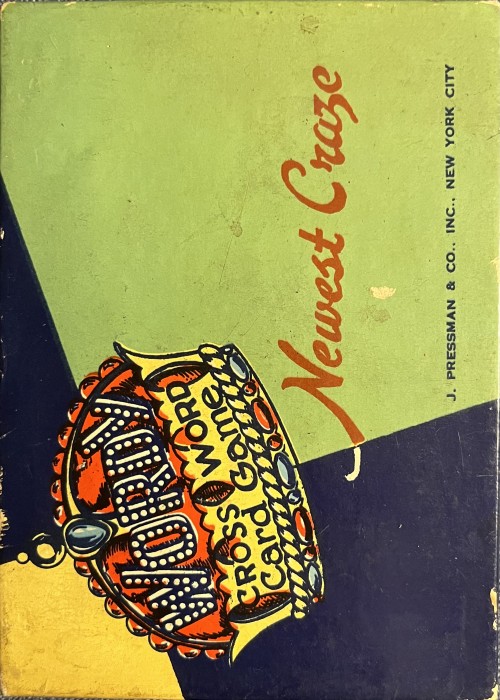 WORDY
CROSS WORD
Card Game
Newest Craze
J. PRESSMAN & CO., INC., NEW YORK CITY